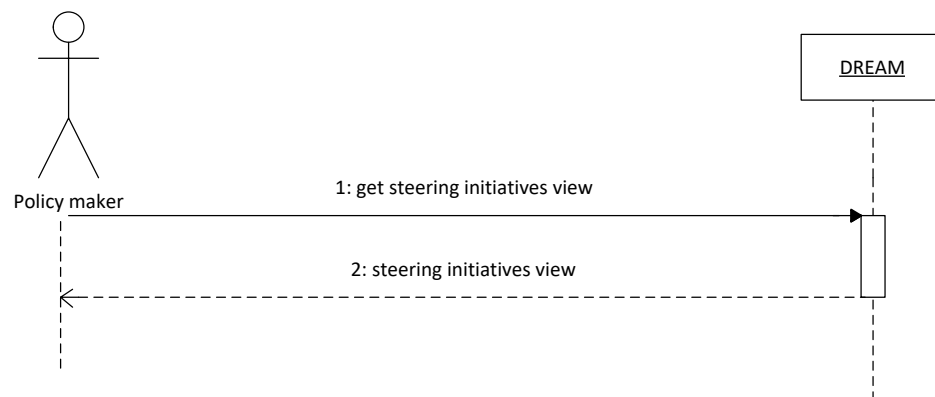 DREAM
Policy maker
1: get steering initiatives view
2: steering initiatives view